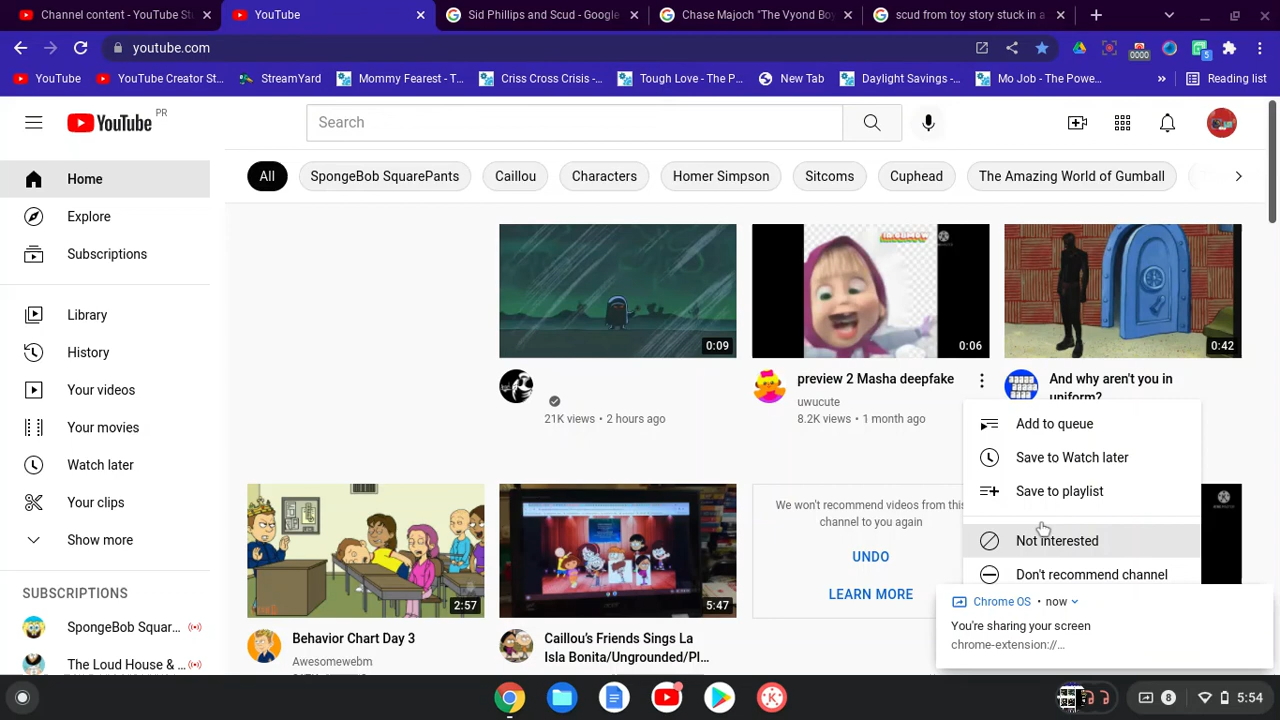 Channel content - YouTube St
YouTube
Sid Phillips and Scud - Google
Chase Majoch "The Vyond Boy
scud from toy story stuck in a
youtube.com
0000
5
YouTube
YouTube Creator St...
StreamYard
Mommy Fearest - T...
Criss Cross Crisis -...
Tough Love - The P...
New Tab
Daylight Savings -...
Mo Job - The Powe...
»
Reading list
YouTube PR
Search
Home
Explore
Subscriptions
Library
History
Your videos
Your movies
Watch later
Your clips
Show more
SUBSCRIPTIONS
SpongeBob Squar...
The Loud House & ...
All
SpongeBob SquarePants
Caillou
Characters
Homer Simpson
Sitcoms
Cuphead
The Amazing World of Gumball
0:09
21K views • 2 hours ago
0:06
preview 2 Masha deepfake
uwucute
8.2K views • 1 month ago
0:42
And why aren't you in
uniform?
Add to queue
Save to Watch later
Save to playlist
Not interested
Don't recommend channel
2:57
Behavior Chart Day 3
Awesomewebm
5:47
Caillou's Friends Sings La
Isla Bonita/Ungrounded/Pl...
We won't recommend videos from this
channel to you again
UNDO
LEARN MORE
Chrome OS • now
You're sharing your screen
chrome-extension://...
8
5:54